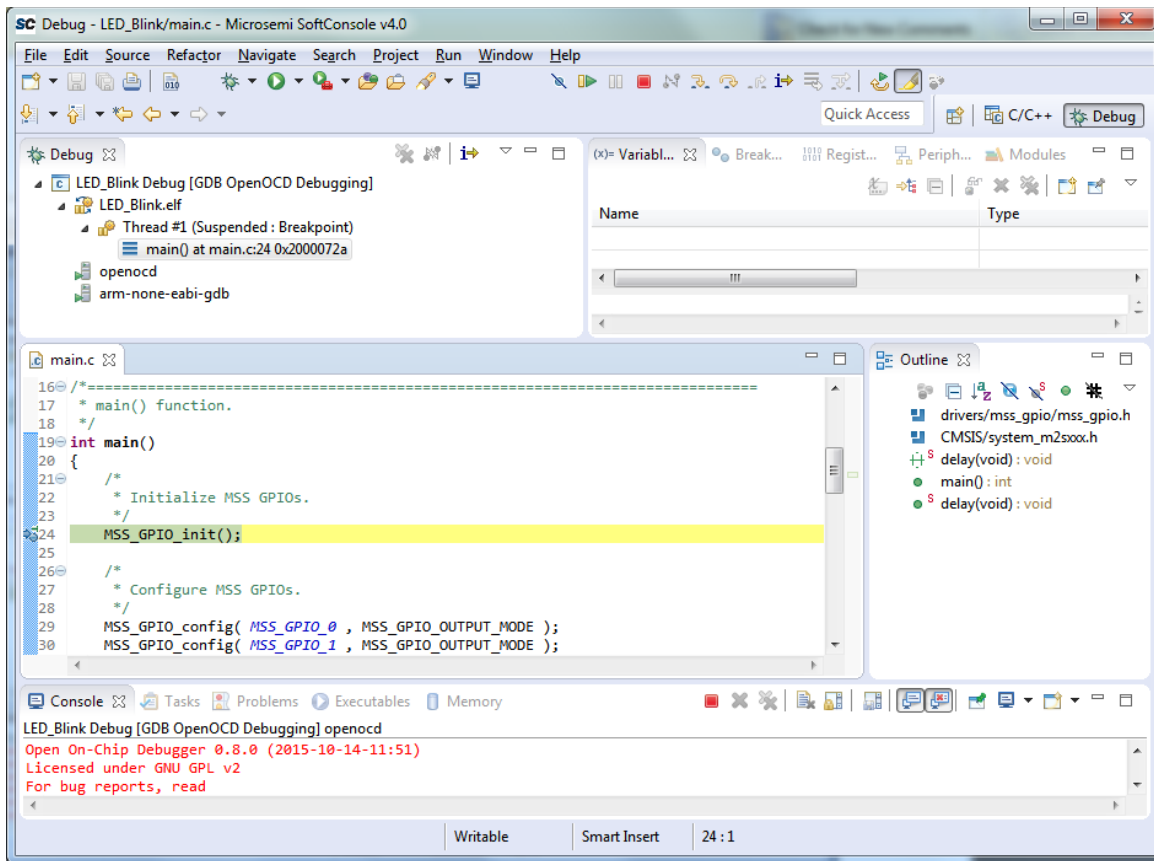 SC Debug - LED_Blink/main.c - Microsemi SoftConsole v4.0
File Edit Source Refactor Navigate Search Project Run Window Help
Quick Access C/C++ Debug
Debug
LED_Blink Debug [GDB OpenOCD Debugging]
LED_Blink.elf
Thread #1 (Suspended : Breakpoint)
main() at main.c:24 0x2000072a
openocd
arm-none-eabi-gdb
(x)= Variabl... Break... Regist... Periph... Modules
Name Type
main.c
16 /*==============================================================================
17 * main() function.
18 */
19 int main()
20 {
21 /*
22 * Initialize MSS GPIOs.
23 */
24 MSS_GPIO_init();
25
26 /*
27 * Configure MSS GPIOs.
28 */
29 MSS_GPIO_config( MSS_GPIO_0 , MSS_GPIO_OUTPUT_MODE );
30 MSS_GPIO_config( MSS_GPIO_1 , MSS_GPIO_OUTPUT_MODE );
Outline
drivers/mss_gpio/mss_gpio.h
CMSIS/system_m2sxxx.h
delay(void) : void
main() : int
delay(void) : void
Console Tasks Problems Executables Memory
LED_Blink Debug [GDB OpenOCD Debugging] openocd
Open On-Chip Debugger 0.8.0 (2015-10-14-11:51)
Licensed under GNU GPL v2
For bug reports, read
Writable Smart Insert 24 : 1